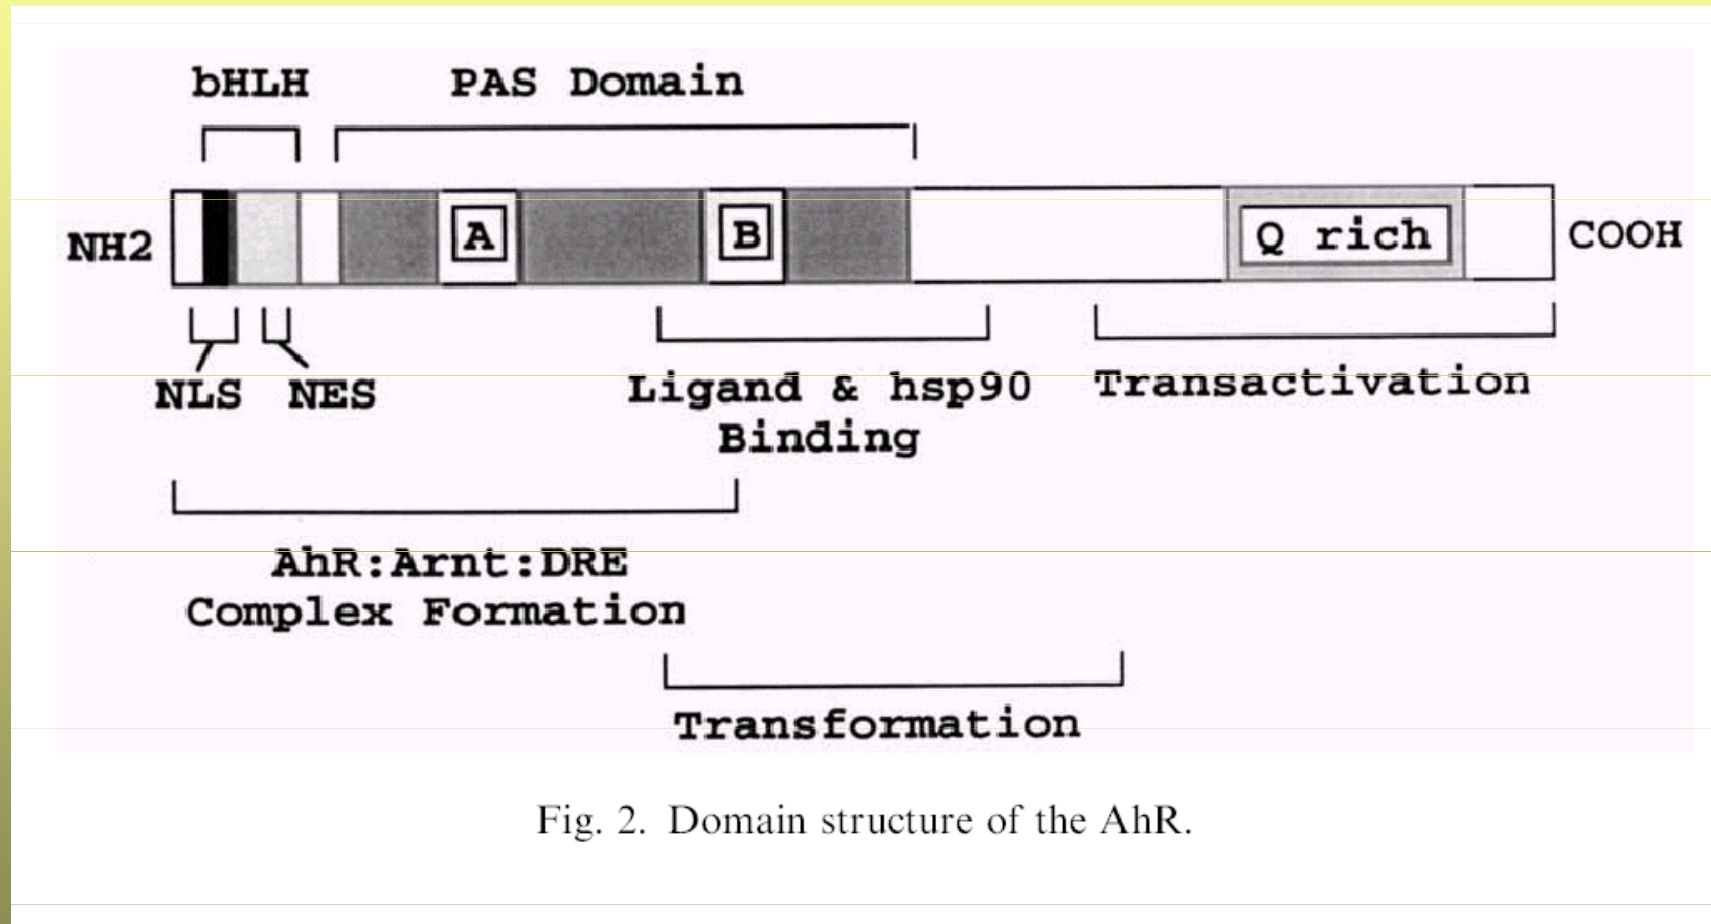 bHLH PAS Domain
NH2 A B Q rich COOH
NLS NES Ligand & hsp90 Transactivation
Binding
AhR:Arnt:DRE
Complex Formation
Transformation
Fig. 2. Domain structure of the AhR.